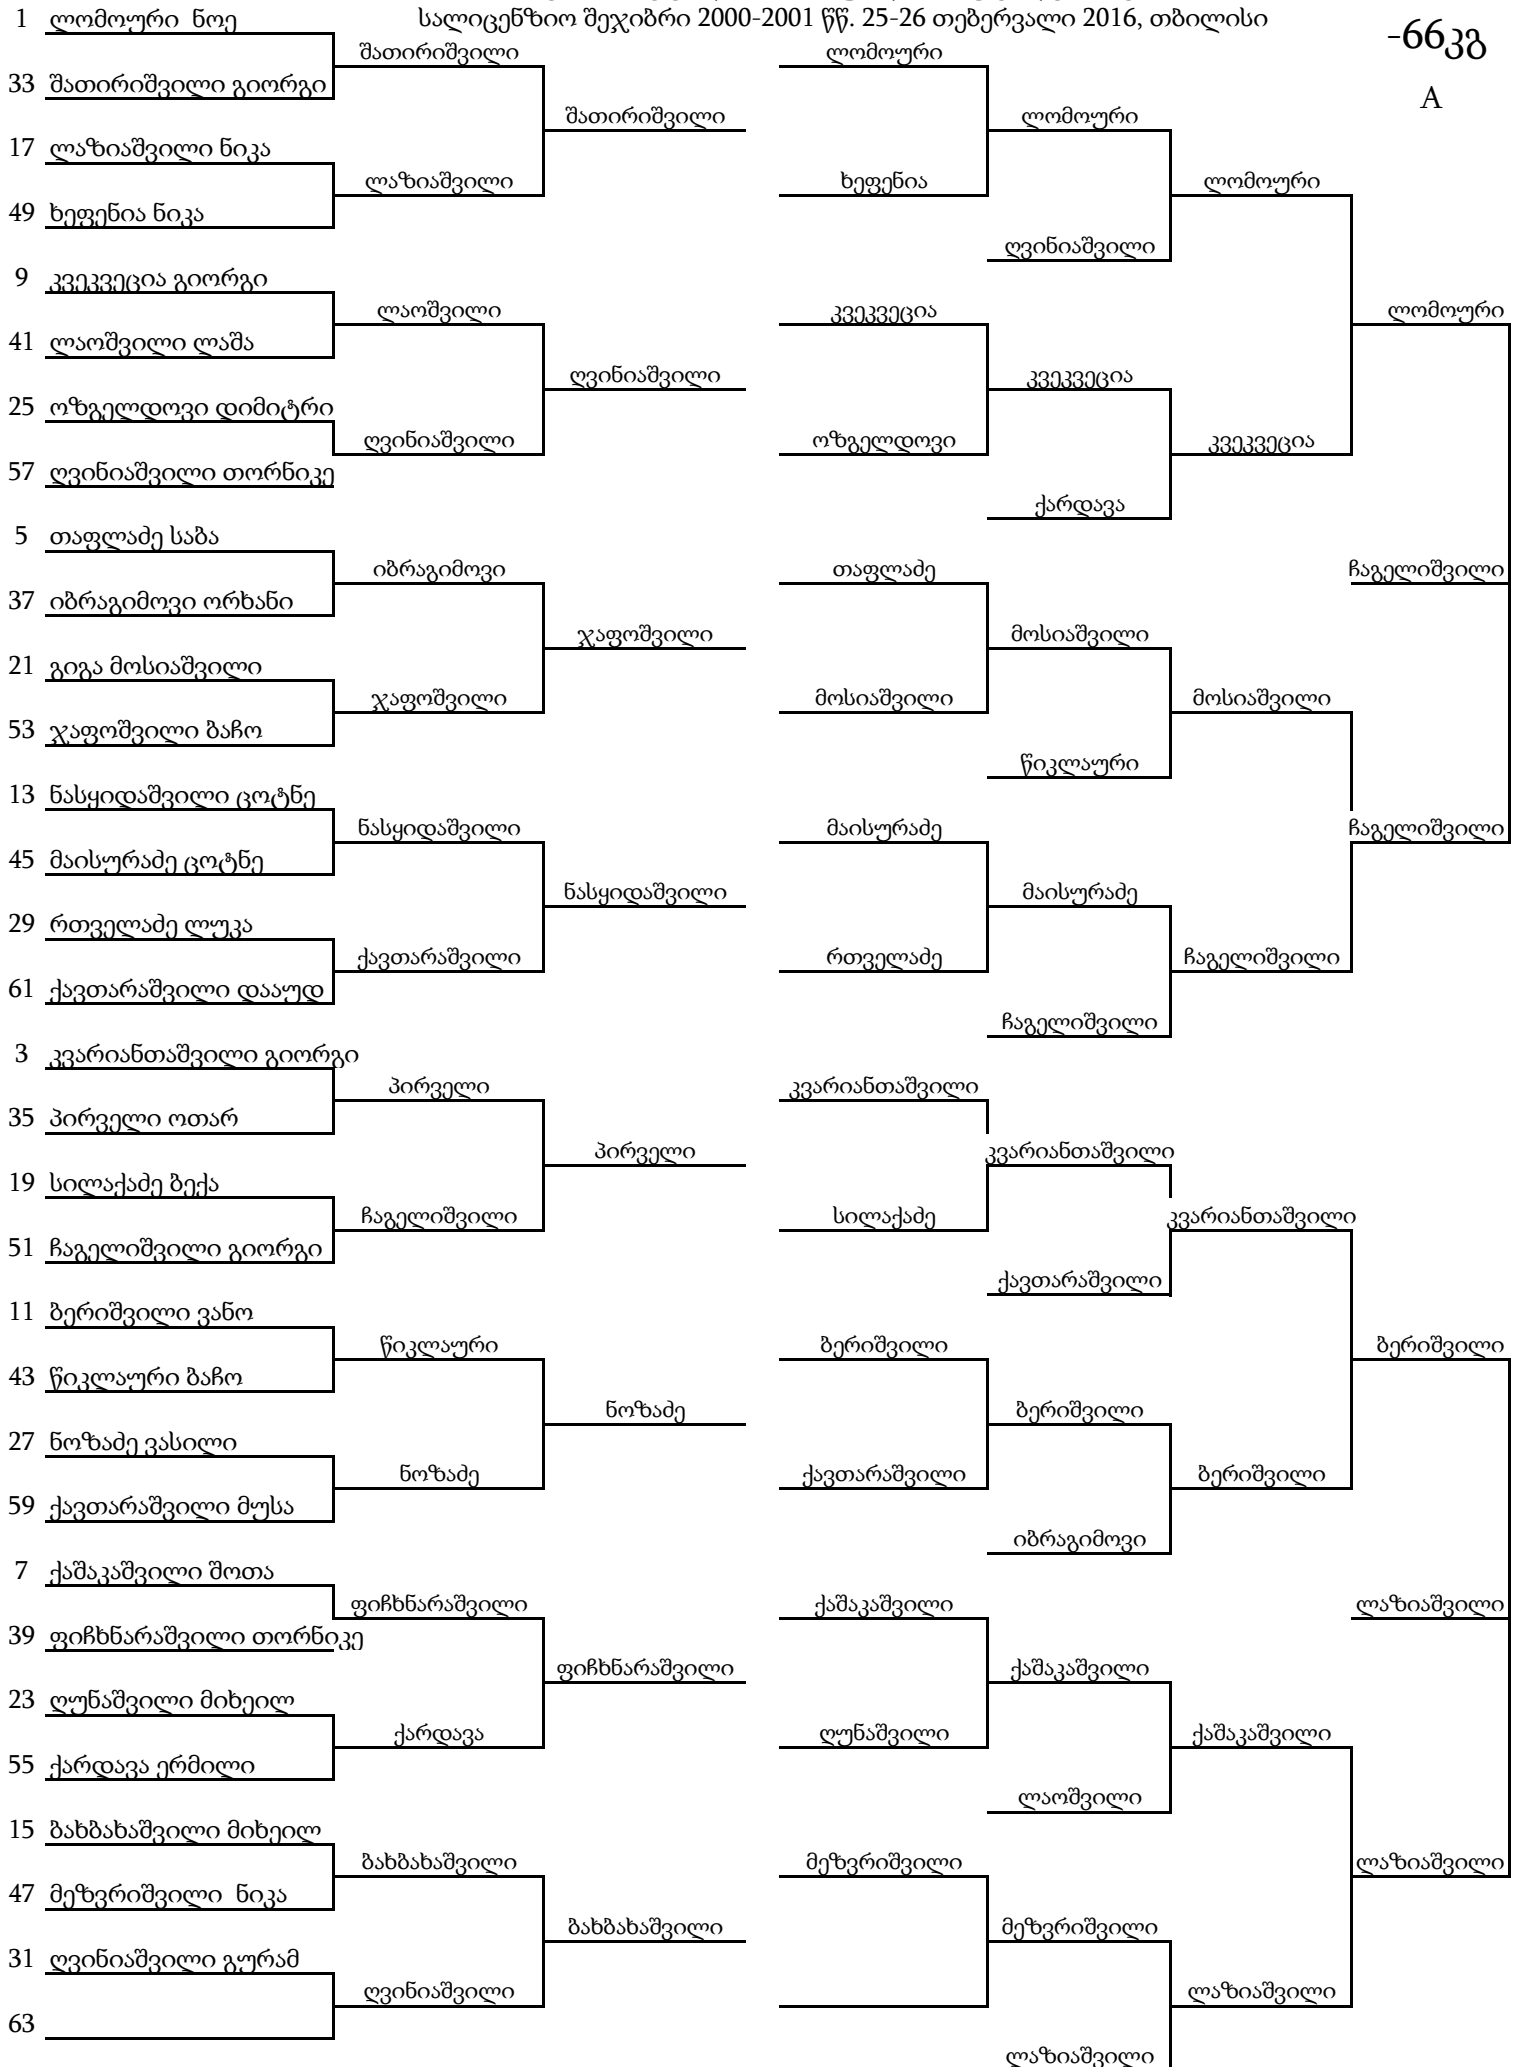 სალიცენზიო შეჯიბრი 2000-2001 წწ. 25-26 თებერვალი 2016, თბილისი
-66კგ
A
1 ლომოური ნოე
33 შათირიშვილი გიორგი
17 ლაზიაშვილი ნიკა
49 ხეფენია ნიკა
9 კვეკვეცია გიორგი
41 ლაოშვილი ლაშა
25 ოზგელდოვი დიმიტრი
57 ღვინიაშვილი თორნიკე
5 თაფლაძე საბა
37 იბრაგიმოვი ორხანი
21 გიგა მოსიაშვილი
53 ჯაფოშვილი ბაჩო
13 ნასყიდაშვილი ცოტნე
45 მაისურაძე ცოტნე
29 რთველაძე ლუკა
61 ქავთარაშვილი დააუდ
3 კვარიანთაშვილი გიორგი
35 პირველი ოთარ
19 სილაქაძე ბექა
51 ჩაგელიშვილი გიორგი
11 ბერიშვილი ვანო
43 წიკლაური ბაჩო
27 ნოზაძე ვასილი
59 ქავთარაშვილი მუსა
7 ქაშაკაშვილი შოთა
39 ფიჩხნარაშვილი თორნიკე
23 ღუნაშვილი მიხეილ
55 ქარდავა ერმილი
15 ბახბახაშვილი მიხეილ
47 მეზვრიშვილი ნიკა
31 ღვინიაშვილი გურამ
63
შათირიშვილი
ლაზიაშვილი
ლაოშვილი
ღვინიაშვილი
იბრაგიმოვი
ჯაფოშვილი
ნასყიდაშვილი
ქავთარაშვილი
პირველი
ჩაგელიშვილი
წიკლაური
ნოზაძე
ფიჩხნარაშვილი
ქარდავა
ბახბახაშვილი
ღვინიაშვილი
შათირიშვილი
ღვინიაშვილი
ჯაფოშვილი
ნასყიდაშვილი
პირველი
ნოზაძე
ფიჩხნარაშვილი
ბახბახაშვილი
ლომოური
ხეფენია
კვეკვეცია
ოზგელდოვი
თაფლაძე
მოსიაშვილი
მაისურაძე
რთველაძე
კვარიანთაშვილი
სილაქაძე
ბერიშვილი
ქავთარაშვილი
ქაშაკაშვილი
ღუნაშვილი
მეზვრიშვილი
ლომოური
ღვინიაშვილი
კვეკვეცია
ქარდავა
მოსიაშვილი
წიკლაური
მაისურაძე
ჩაგელიშვილი
კვარიანთაშვილი
ქავთარაშვილი
ბერიშვილი
იბრაგიმოვი
ქაშაკაშვილი
ლაოშვილი
მეზვრიშვილი
ლაზიაშვილი
ლომოური
კვეკვეცია
მოსიაშვილი
ჩაგელიშვილი
კვარიანთაშვილი
ბერიშვილი
ქაშაკაშვილი
ლაზიაშვილი
ლომოური
ჩაგელიშვილი
ჩაგელიშვილი
ბერიშვილი
ლაზიაშვილი
ლაზიაშვილი